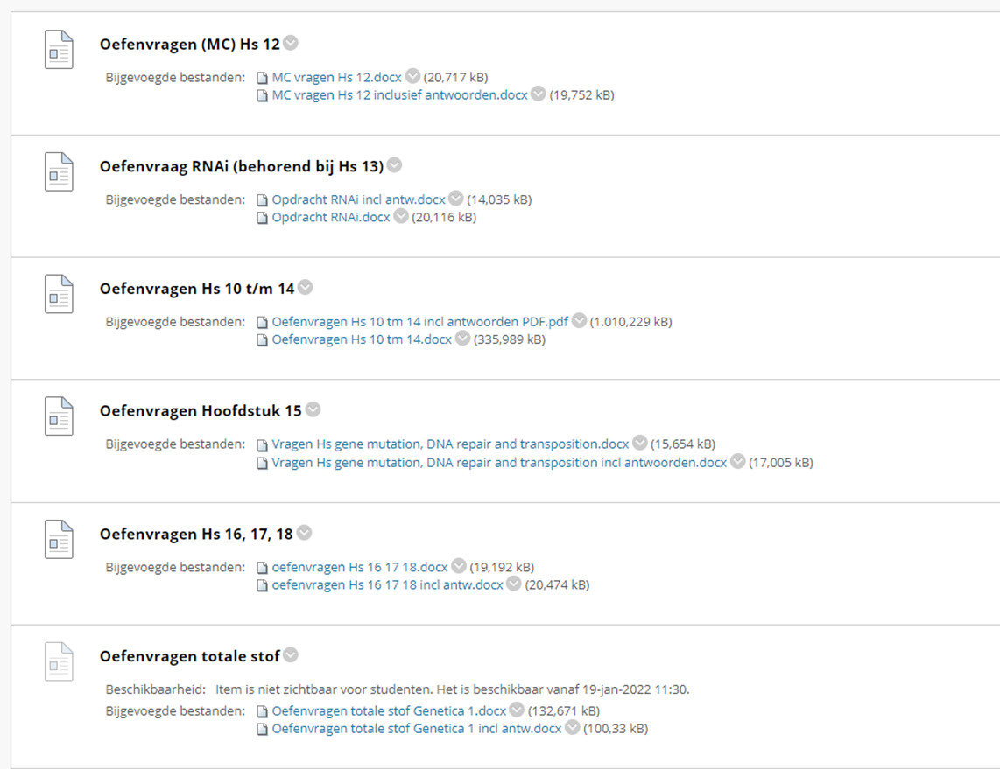 Oefenvragen (MC) Hs 12
Bijgevoegde bestanden: MC vragen Hs 12.docx (20,717 kB)
MC vragen Hs 12 inclusief antwoorden.docx (19,752 kB)
Oefenvraag RNAi (behorend bij Hs 13)
Bijgevoegde bestanden: Opdracht RNAi incl antw.docx (14,035 kB)
Opdracht RNAi.docx (20,116 kB)
Oefenvragen Hs 10 t/m 14
Bijgevoegde bestanden: Oefenvragen Hs 10 tm 14 incl antwoorden PDF.pdf (1.010,229 kB)
Oefenvragen Hs 10 tm 14.docx (335,989 kB)
Oefenvragen Hoofdstuk 15
Bijgevoegde bestanden: Vragen Hs gene mutation, DNA repair and transposition.docx (15,654 kB)
Vragen Hs gene mutation, DNA repair and transposition incl antwoorden.docx (17,005 kB)
Oefenvragen Hs 16, 17, 18
Bijgevoegde bestanden: oefenvragen Hs 16 17 18.docx (19,192 kB)
oefenvragen Hs 16 17 18 incl antw.docx (20,474 kB)
Oefenvragen totale stof
Beschikbaarheid: Item is niet zichtbaar voor studenten. Het is beschikbaar vanaf 19-jan-2022 11:30.
Bijgevoegde bestanden: Oefenvragen totale stof Genetica 1.docx (132,671 kB)
Oefenvragen totale stof Genetica 1 incl antw.docx (100,33 kB)